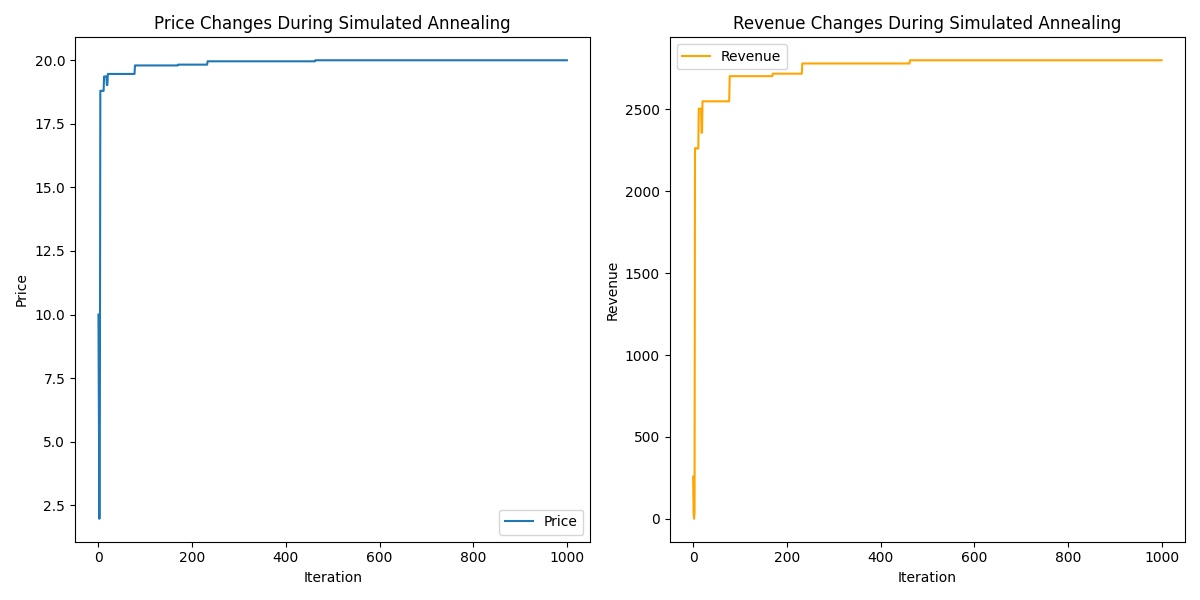 Price Changes During Simulated Annealing
20.0
17.5
15.0
12.5
10.0
7.5
5.0
2.5
Price
Price
0 200 400 600 800 1000
Iteration
Revenue Changes During Simulated Annealing
Revenue
2500
2000
1500
1000
500
0
Revenue
0 200 400 600 800 1000
Iteration